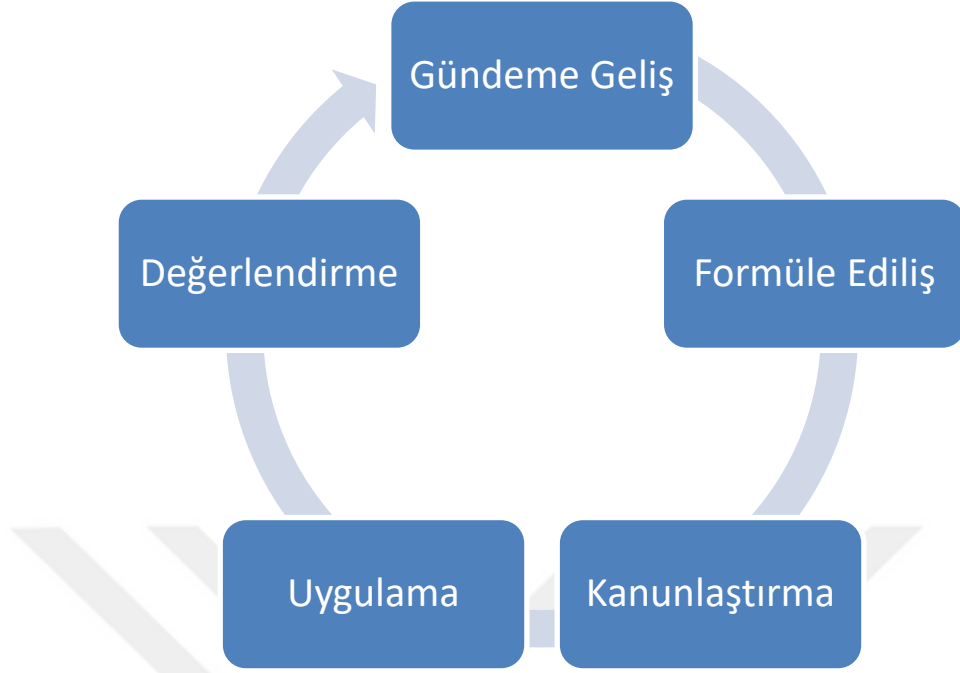 Gündeme Geliş
Formüle Ediliş
Kanunlaştırma
Uygulama
Değerlendirme